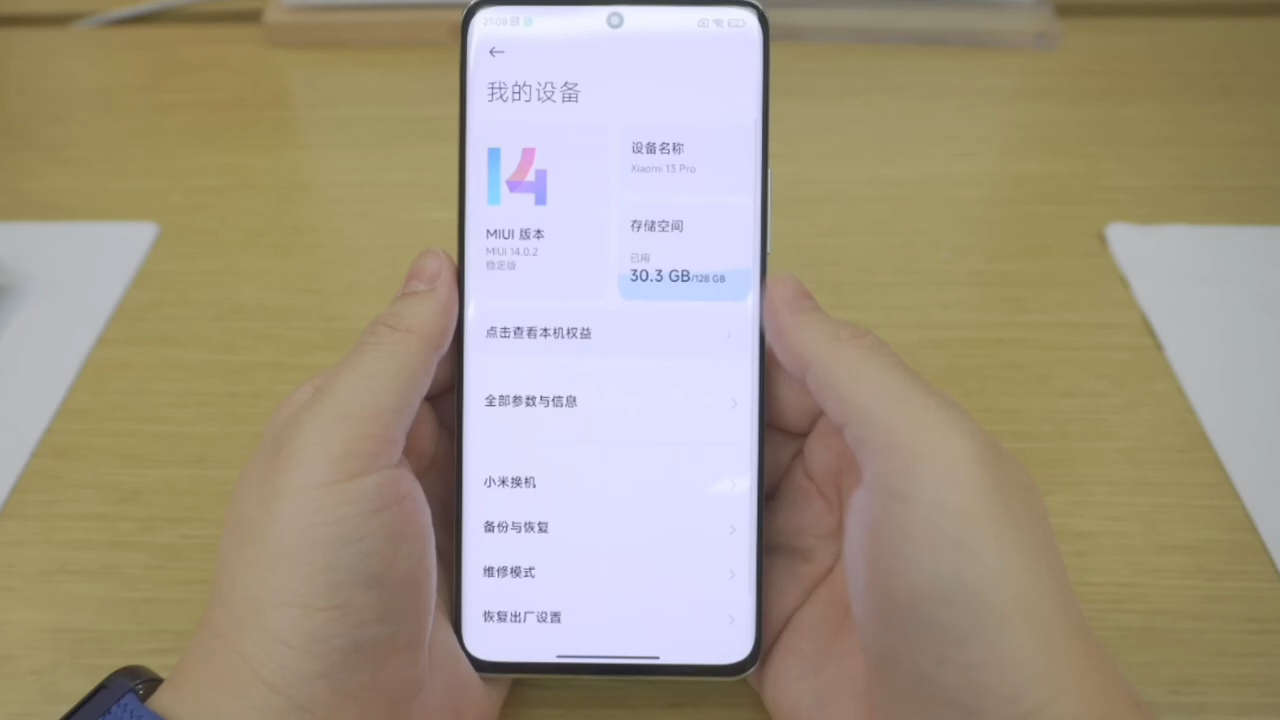 21:08
我的设备
14
MIUI 版本
MIUI 14.0.2
稳定版
设备名称
Xiaomi 13 Pro
存储空间
已用
30.3 GB/128 GB
点击查看本机权益
全部参数与信息
小米换机
备份与恢复
维修模式
恢复出厂设置